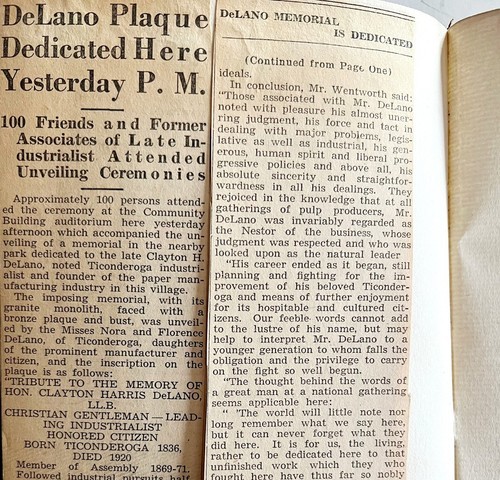 DeLano Plaque
Dedicated Here
Yesterday P. M.
100 Friends and Former
Associates of Late In-
dustrialist Attended
Unveiling Ceremonies
Approximately 100 persons attend-
ed the ceremony at the Community
Building auditorium here yesterday
afternoon which accompanied the un-
veiling of a memorial in the nearby
park dedicated to the late Clayton H.
DeLano, noted Ticonderoga industri-
alist and founder of the paper man-
ufacturing industry in this village.
The imposing memorial, with its
granite monolith, faced with a
bronze plaque and bust, was unveil-
ed by the Misses Nora and Florence
DeLano, of Ticonderoga, daughters
of the prominent manufacturer and
citizen, and the inscription on the
plaque is as follows:
"TRIBUTE TO THE MEMORY OF
HON. CLAYTON HARRIS DeLANO,
LL.B.
CHRISTIAN GENTLEMAN — LEAD-
ING INDUSTRIALIST
HONORED CITIZEN
BORN TICONDEROGA 1836,
DIED 1920
Member of Assembly 1869-71.
Followed industrial pursuits half
DeLANO MEMORIAL
IS DEDICATED
(Continued from Page One)
ideals.
In conclusion, Mr. Wentworth said:
"Those associated with Mr. DeLano
noted with pleasure his almost uner-
ring judgment, his force and tact in
dealing with major problems, legis-
lative as well as industrial, his gen-
erous, human spirit and liberal pro-
gressive policies and above all, his
absolute sincerity and straightfor-
wardness in all his dealings. They
rejoiced in the knowledge that at all
gatherings of pulp producers, Mr.
DeLano was invariably regarded as
the Nestor of the business, whose
judgment was respected and who was
looked upon as the natural leader
"His career ended as it began, still
planning and fighting for the im-
provement of his beloved Ticonder-
oga and means of further enjoyment
for its hospitable and cultured cit-
izens. Our feeble words cannot add
to the lustre of his name, but may
help to interpret Mr. DeLano to a
younger generation to whom falls the
obligation and the privilege to carry
on the fight so well begun.
"The thought behind the words of
a great man at a national gathering
seems applicable here:
" "The world will little note nor
long remember what we say here,
but it can never forget what they
did here. It is for us, the living,
rather to be dedicated here to that
unfinished work which they who
fought here have thus far so nobly